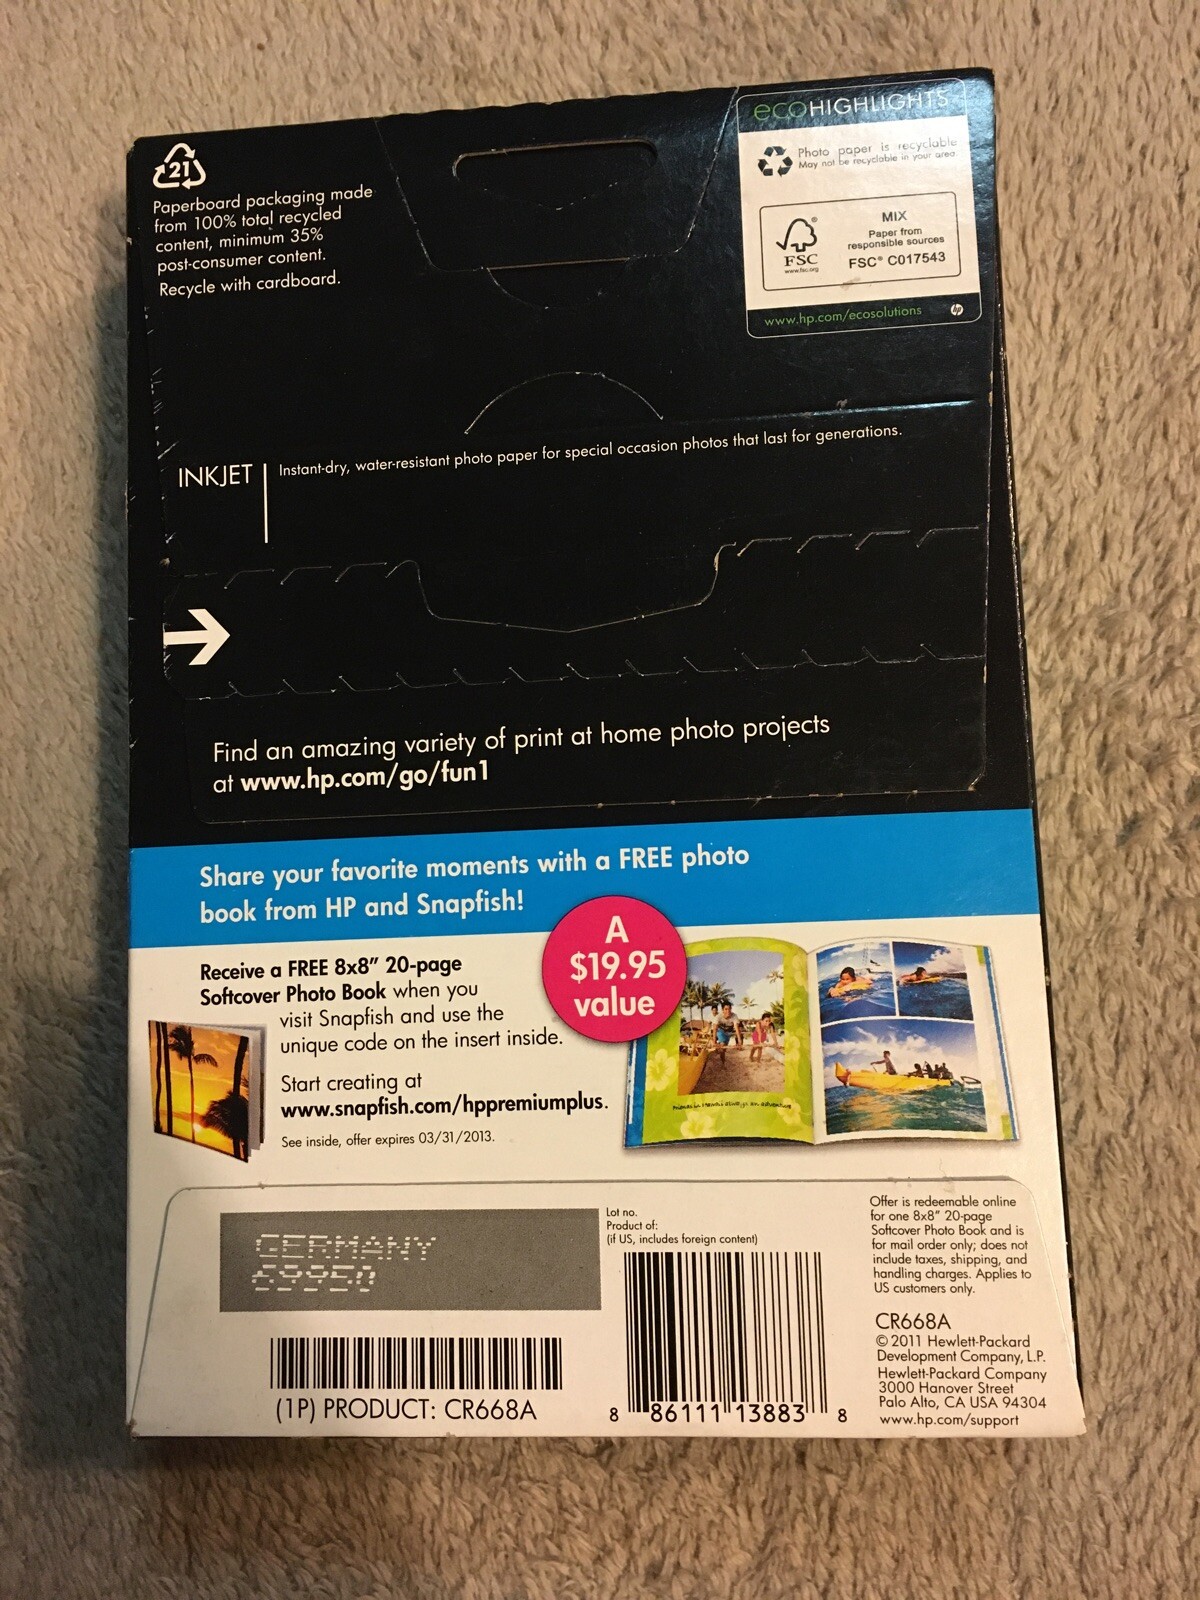 21
Paperboard packaging made
from 100% total recycled
content, minimum 35%
post-consumer content.
Recycle with cardboard.
ecoHIGHLIGHTS
Photo paper is recyclable
May not be recyclable in your area.
FSC
www.fsc.org
MIX
Paper from
responsible sources
FSC® C017543
www.hp.com/ecosolutions
hp
INKJET
Instant-dry, water-resistant photo paper for special occasion photos that last for generations.
Find an amazing variety of print at home photo projects
at www.hp.com/go/fun1
Share your favorite moments with a FREE photo
book from HP and Snapfish!
A
$19.95
value
Receive a FREE 8x8” 20-page
Softcover Photo Book when you
visit Snapfish and use the
unique code on the insert inside.
Start creating at
www.snapfish.com/hppremiumplus.
See inside, offer expires 03/31/2013.
GERMANY
Lot no.
Product of:
(if US, includes foreign content)
Offer is redeemable online
for one 8x8” 20-page
Softcover Photo Book and is
for mail order only; does not
include taxes, shipping, and
handling charges. Applies to
US customers only.
(1P) PRODUCT: CR668A
8 86111 13883 8
CR668A
© 2011 Hewlett-Packard
Development Company, L.P.
Hewlett-Packard Company
3000 Hanover Street
Palo Alto, CA USA 94304
www.hp.com/support